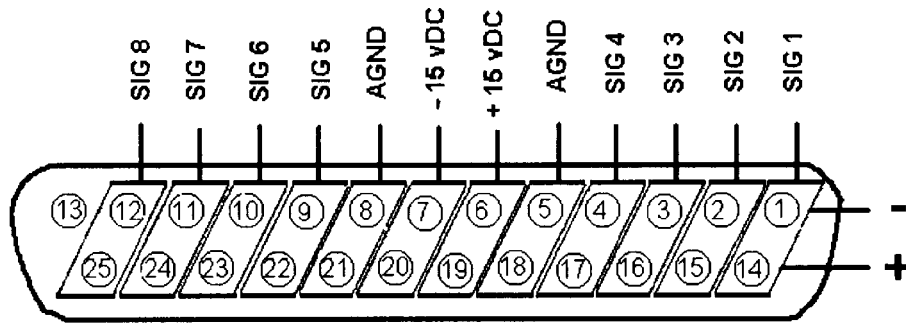 SIG 8
SIG 7
SIG 6
SIG 5
AGND
- 15 vDC
+ 15 vDC
AGND
SIG 4
SIG 3
SIG 2
SIG 1
13 12 11 10 9 8 7 6 5 4 3 2 1 -
25 24 23 22 21 20 19 18 17 16 15 14 +